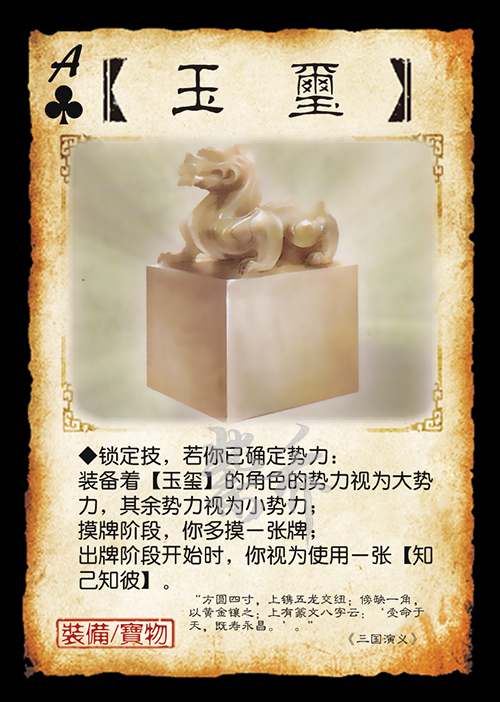 A
【玉璽】
◆锁定技，若你已确定势力：
装备着【玉玺】的角色的势力视为大势
力，其余势力视为小势力；
摸牌阶段，你多摸一张牌；
出牌阶段开始时，你视为使用一张【知
己知彼】。
“方圆四寸，上镌五龙交纽；傍缺一角，
以黄金镶之；上有篆文八字云：‘受命于
天，既寿永昌。’。”
《三国演义》
裝備/寶物